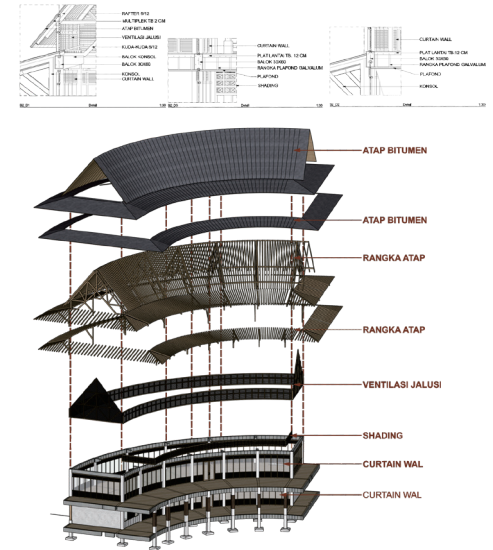 RAFTER 8/12
MULTIPLEK TB 2 CM
ATAP BITUMEN
VENTILASI JALUSI
KUDA-KUDA 8/12
BALOK KONSOL
BALOK 30X60
KONSOL
CURTAIN WALL
Detail
CURTAIN WALL
PLAT LANTAI TB. 12 CM
BALOK 30X60
RANGKA PLAFOND GALVALUM
PLAFOND
SHADING
Detail
CURTAIN WALL
PLAT LANTAI TB. 12 CM
BALOK 30X60
RANGKA PLAFOND GALVALUM
PLAFOND
KONSOL
Detail
ATAP BITUMEN
ATAP BITUMEN
RANGKA ATAP
RANGKA ATAP
VENTILASI JALUSI
SHADING
CURTAIN WAL
CURTAIN WAL